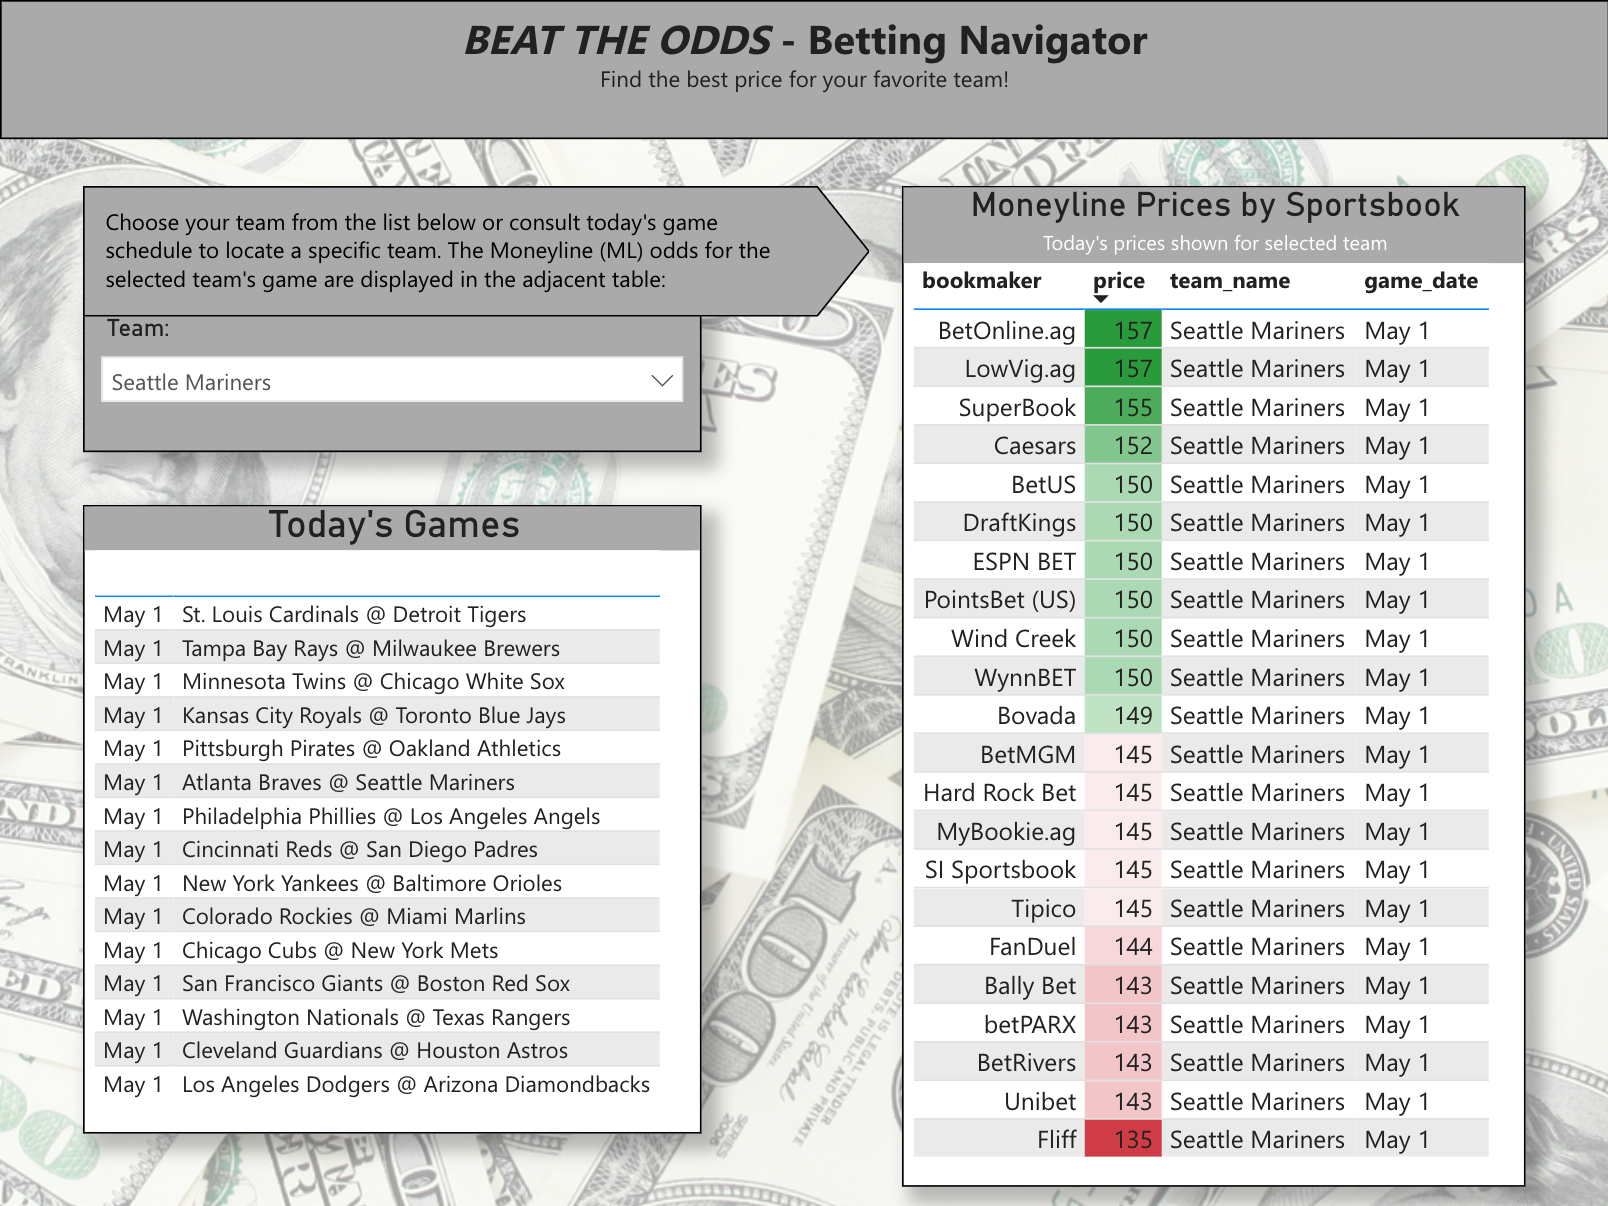 BEAT THE ODDS - Betting Navigator
Find the best price for your favorite team!
Choose your team from the list below or consult today's game
schedule to locate a specific team. The Moneyline (ML) odds for the
selected team's game are displayed in the adjacent table:
Team:
Seattle Mariners
Today's Games
May 1 St. Louis Cardinals @ Detroit Tigers
May 1 Tampa Bay Rays @ Milwaukee Brewers
May 1 Minnesota Twins @ Chicago White Sox
May 1 Kansas City Royals @ Toronto Blue Jays
May 1 Pittsburgh Pirates @ Oakland Athletics
May 1 Atlanta Braves @ Seattle Mariners
May 1 Philadelphia Phillies @ Los Angeles Angels
May 1 Cincinnati Reds @ San Diego Padres
May 1 New York Yankees @ Baltimore Orioles
May 1 Colorado Rockies @ Miami Marlins
May 1 Chicago Cubs @ New York Mets
May 1 San Francisco Giants @ Boston Red Sox
May 1 Washington Nationals @ Texas Rangers
May 1 Cleveland Guardians @ Houston Astros
May 1 Los Angeles Dodgers @ Arizona Diamondbacks
Moneyline Prices by Sportsbook
Today's prices shown for selected team
bookmaker price team_name game_date
BetOnline.ag 157 Seattle Mariners May 1
LowVig.ag 157 Seattle Mariners May 1
SuperBook 155 Seattle Mariners May 1
Caesars 152 Seattle Mariners May 1
BetUS 150 Seattle Mariners May 1
DraftKings 150 Seattle Mariners May 1
ESPN BET 150 Seattle Mariners May 1
PointsBet (US) 150 Seattle Mariners May 1
Wind Creek 150 Seattle Mariners May 1
WynnBET 150 Seattle Mariners May 1
Bovada 149 Seattle Mariners May 1
BetMGM 145 Seattle Mariners May 1
Hard Rock Bet 145 Seattle Mariners May 1
MyBookie.ag 145 Seattle Mariners May 1
SI Sportsbook 145 Seattle Mariners May 1
Tipico 145 Seattle Mariners May 1
FanDuel 144 Seattle Mariners May 1
Bally Bet 143 Seattle Mariners May 1
betPARX 143 Seattle Mariners May 1
BetRivers 143 Seattle Mariners May 1
Unibet 143 Seattle Mariners May 1
Fliff 135 Seattle Mariners May 1